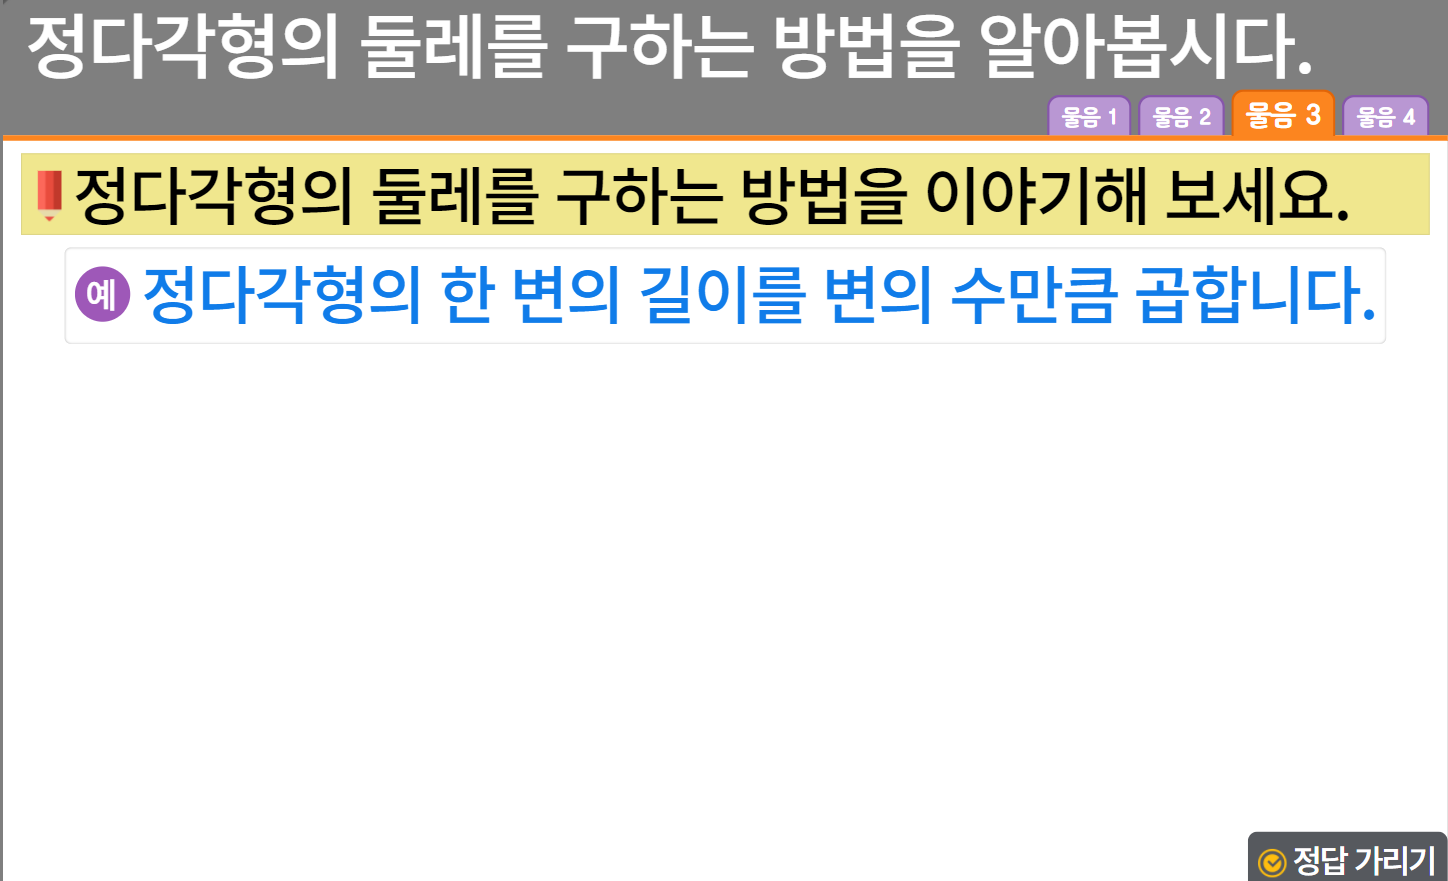 정다각형의 둘레를 구하는 방법을 알아봅시다.
물음 1 물음 2 물음 3 물음 4
정다각형의 둘레를 구하는 방법을 이야기해 보세요.
예 정다각형의 한 변의 길이를 변의 수만큼 곱합니다.
정답 가리기